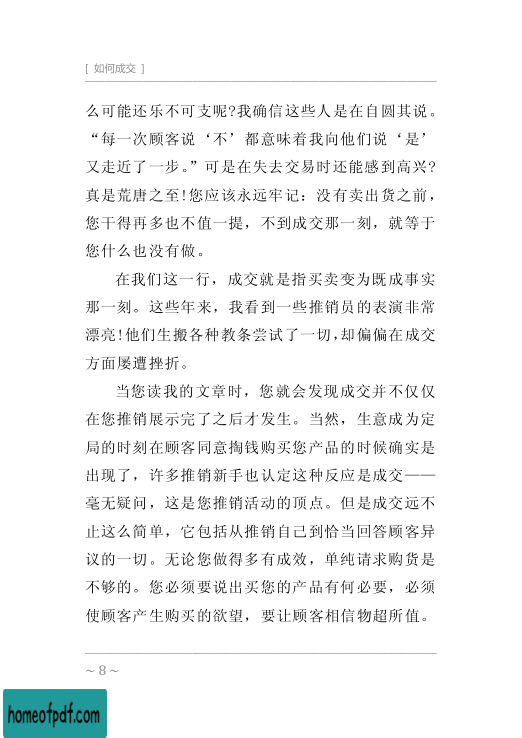 [ 如何成交 ]
么可能还乐不可支呢?我确信这些人是在自圆其说。
“每一次顾客说‘不’都意味着我向他们说‘是’
又走近了一步。”可是在失去交易时还能感到高兴?
真是荒唐之至!您应该永远牢记：没有卖出货之前，
您干得再多也不值一提，不到成交那一刻，就等于
您什么也没有做。
在我们这一行，成交就是指买卖变为既成事实
那一刻。这些年来，我看到一些推销员的表演非常
漂亮!他们生搬各种教条尝试了一切，却偏偏在成交
方面屡遭挫折。
当您读我的文章时，您就会发现成交并不仅仅
在您推销展示完了之后才发生。当然，生意成为定
局的时刻在顾客同意掏钱购买您产品的时候确实是
出现了，许多推销新手也认定这种反应是成交——
毫无疑问，这是您推销活动的顶点。但是成交远不
止这么简单，它包括从推销自己到恰当回答顾客异
议的一切。无论您做得多有成效，单纯请求购货是
不够的。您必须要说出买您的产品有何必要，必须
使顾客产生购买的欲望，要让顾客相信物超所值。
~ 8 ~
homeofpdf.com